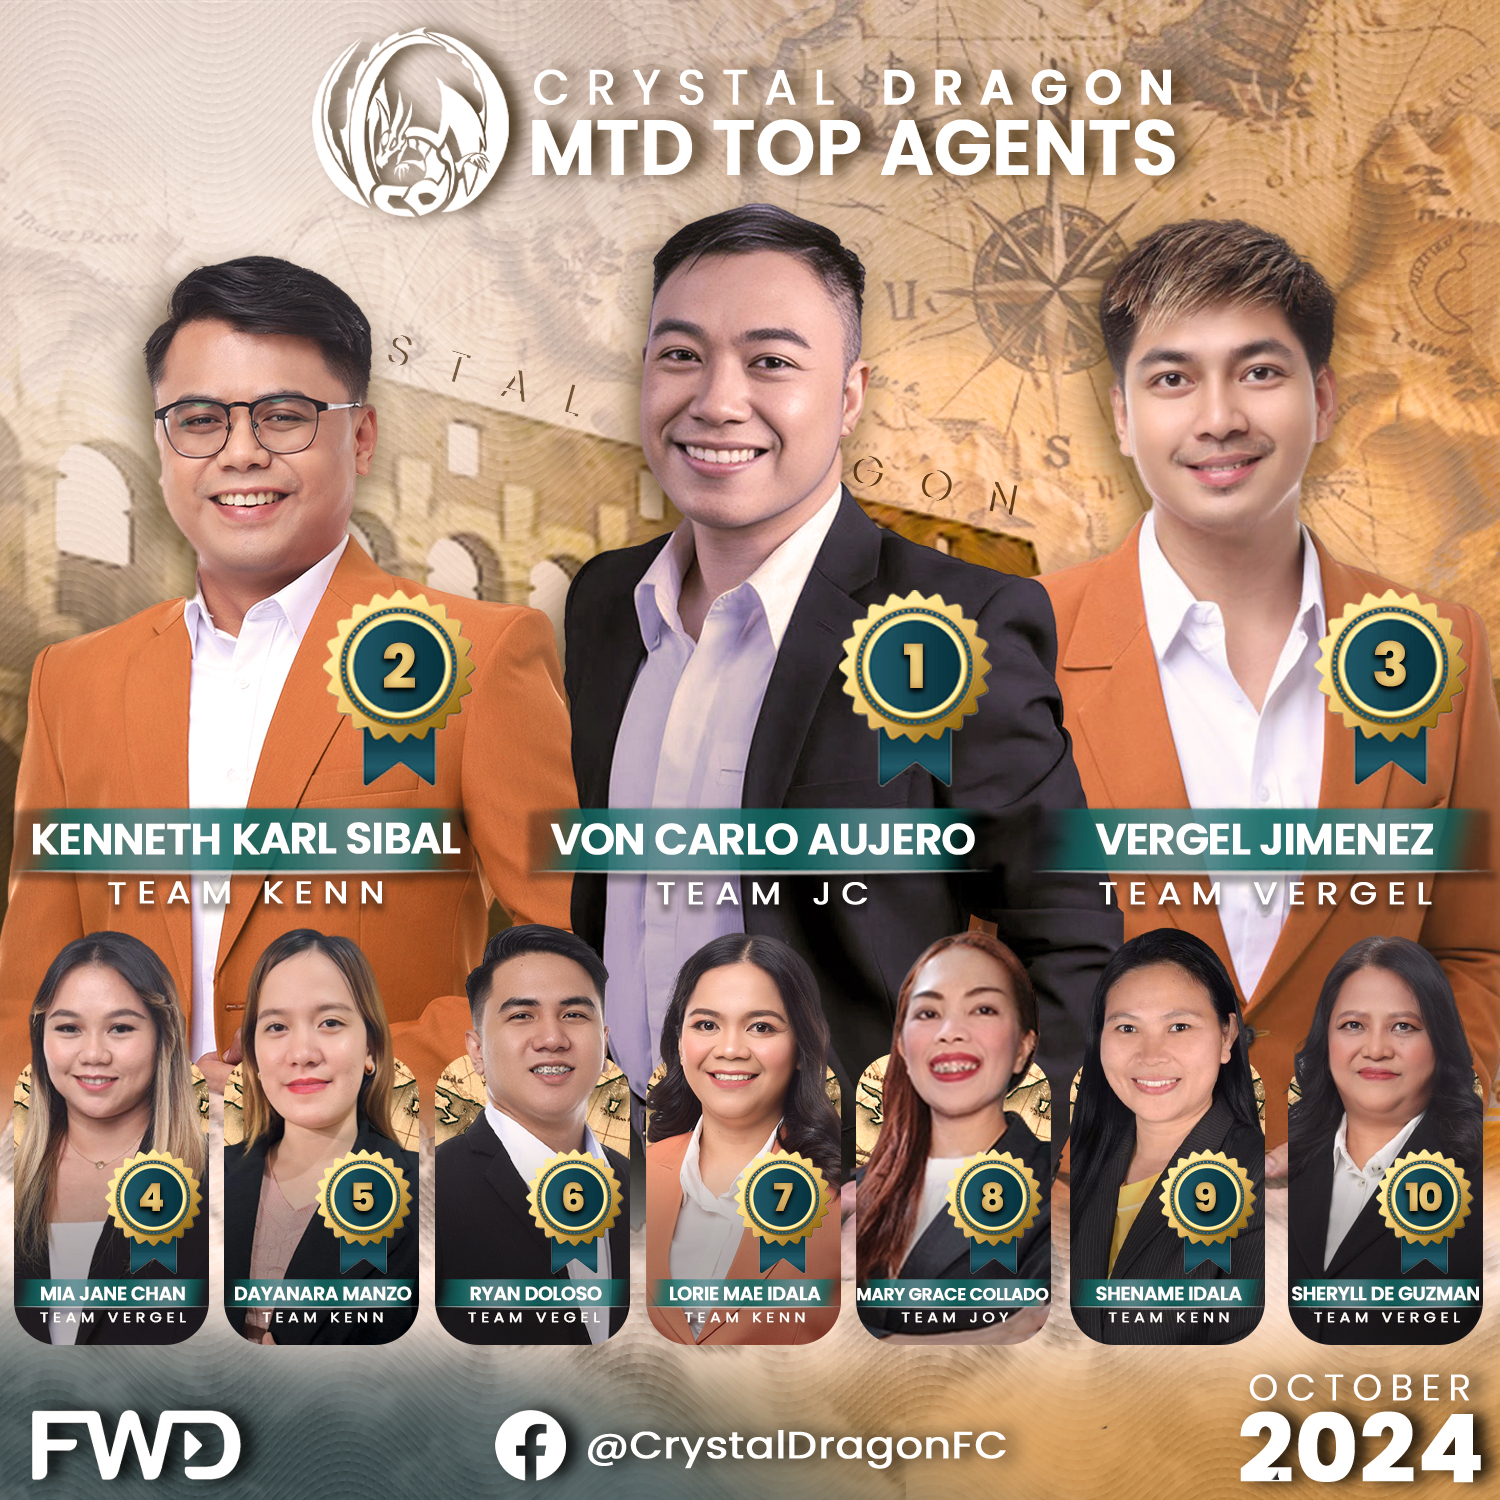 CRYSTAL DRAGON
MTD TOP AGENTS
STAL
GON
S
2
1
3
KENNETH KARL SIBAL
TEAM KENN
VON CARLO AUJERO
TEAM JC
VERGEL JIMENEZ
TEAM VERGEL
4
MIA JANE CHAN
TEAM VERGEL
5
DAYANARA MANZO
TEAM KENN
6
RYAN DOLOSO
TEAM VEGEL
7
LORIE MAE IDALA
TEAM KENN
8
MARY GRACE COLLADO
TEAM JOY
9
SHENAME IDALA
TEAM KENN
10
SHERYLL DE GUZMAN
TEAM VERGEL
FWD
@CrystalDragonFC
OCTOBER
2024